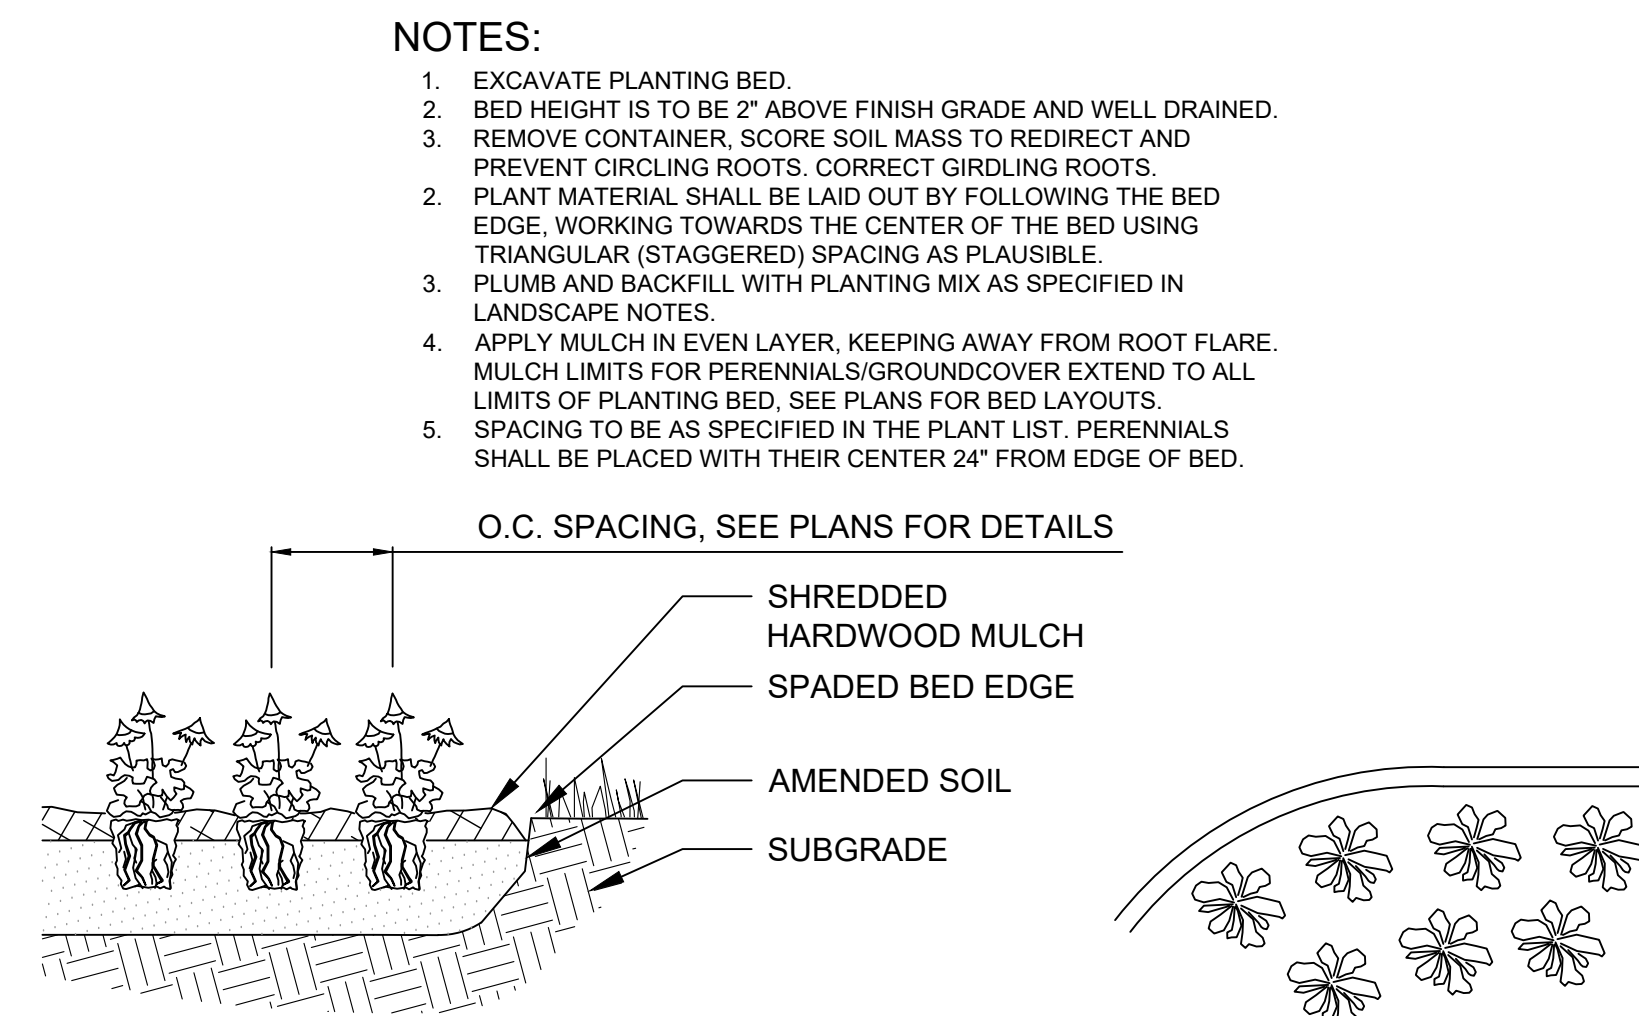 NOTES:
1. EXCAVATE PLANTING BED.
2. BED HEIGHT IS TO BE 2" ABOVE FINISH GRADE AND WELL DRAINED.
3. REMOVE CONTAINER, SCORE SOIL MASS TO REDIRECT AND
PREVENT CIRCLING ROOTS. CORRECT GIRDLING ROOTS.
2. PLANT MATERIAL SHALL BE LAID OUT BY FOLLOWING THE BED
EDGE, WORKING TOWARDS THE CENTER OF THE BED USING
TRIANGULAR (STAGGERED) SPACING AS PLAUSIBLE.
3. PLUMB AND BACKFILL WITH PLANTING MIX AS SPECIFIED IN
LANDSCAPE NOTES.
4. APPLY MULCH IN EVEN LAYER, KEEPING AWAY FROM ROOT FLARE.
MULCH LIMITS FOR PERENNIALS/GROUNDCOVER EXTEND TO ALL
LIMITS OF PLANTING BED, SEE PLANS FOR BED LAYOUTS.
5. SPACING TO BE AS SPECIFIED IN THE PLANT LIST. PERENNIALS
SHALL BE PLACED WITH THEIR CENTER 24" FROM EDGE OF BED.
O.C. SPACING, SEE PLANS FOR DETAILS
SHREDDED
HARDWOOD MULCH
SPADED BED EDGE
AMENDED SOIL
SUBGRADE